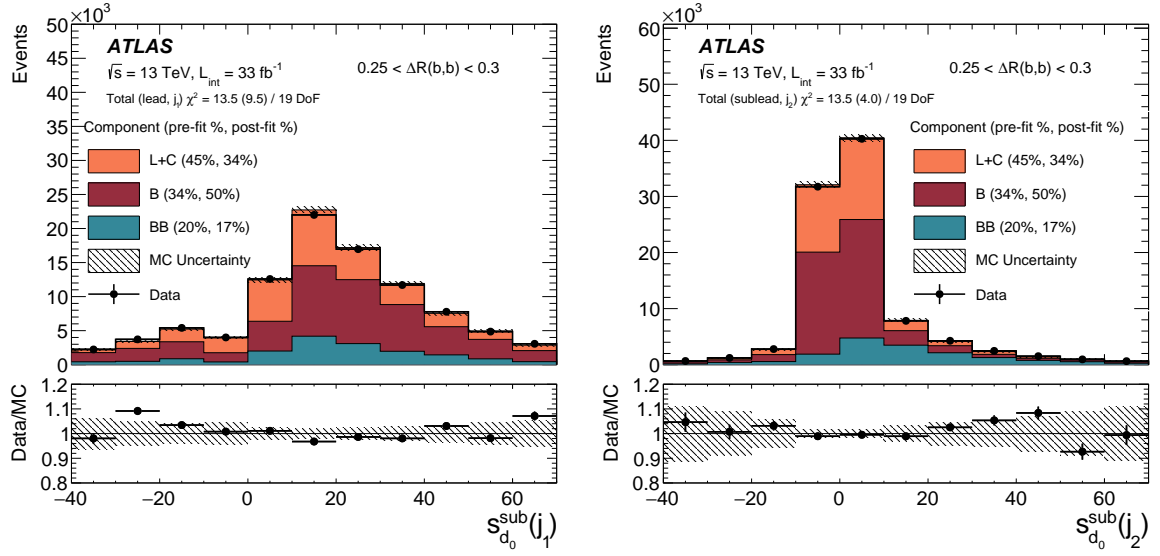 ×10³
Events
50
45
40
35
30
25
20
15
10
5
0
ATLAS
√s = 13 TeV, L_int = 33 fb⁻¹
0.25 < ΔR(b,b) < 0.3
Total (lead, j₁) χ² = 13.5 (9.5) / 19 DoF
Component (pre-fit %, post-fit %)
L+C (45%, 34%)
B (34%, 50%)
BB (20%, 17%)
MC Uncertainty
Data
Data/MC
1.2
1.1
1
0.9
0.8
−40 −20 0 20 40 60
s_{d₀}^{sub}(j₁)
×10³
Events
60
50
40
30
20
10
0
ATLAS
√s = 13 TeV, L_int = 33 fb⁻¹
0.25 < ΔR(b,b) < 0.3
Total (sublead, j₂) χ² = 13.5 (4.0) / 19 DoF
Component (pre-fit %, post-fit %)
L+C (45%, 34%)
B (34%, 50%)
BB (20%, 17%)
MC Uncertainty
Data
Data/MC
1.2
1.1
1
0.9
0.8
−40 −20 0 20 40 60
s_{d₀}^{sub}(j₂)